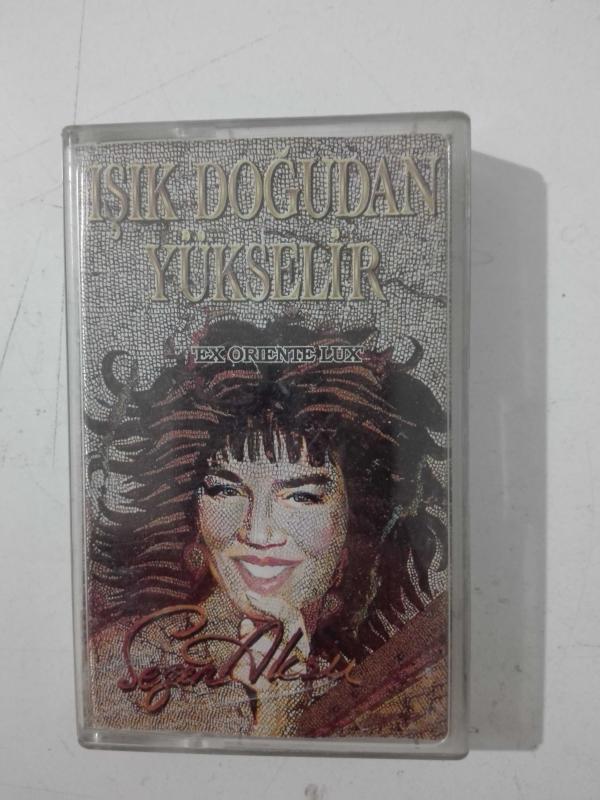 IŞIK DOĞUDAN
YÜKSELİR
EX ORIENTE LUX
Sezen Aksu